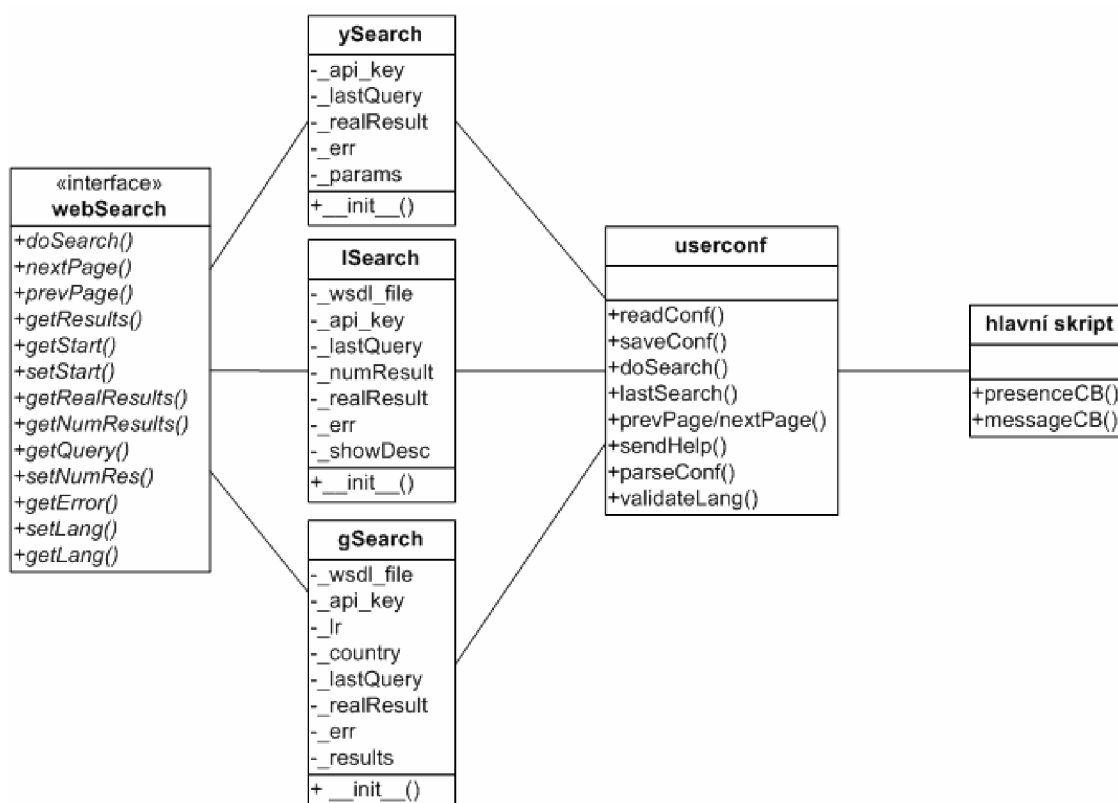 «interface»
webSearch
+doSearch()
+nextPage()
+prevPage()
+getResults()
+getStart()
+setStart()
+getRealResults()
+getNumResults()
+getQuery()
+setNumRes()
+getError()
+setLang()
+getLang()
ySearch
-_api_key
-_lastQuery
-_realResult
-_err
-_params
+__init__()
lSearch
-_wsdl_file
-_api_key
-_lastQuery
-_numResult
-_realResult
-_err
-_showDesc
+__init__()
gSearch
-_wsdl_file
-_api_key
-_lr
-_country
-_lastQuery
-_realResult
-_err
-_results
+ __init__()
userconf
+readConf()
+saveConf()
+doSearch()
+lastSearch()
+prevPage/nextPage()
+sendHelp()
+parseConf()
+validateLang()
hlavní skript
+presenceCB()
+messageCB()